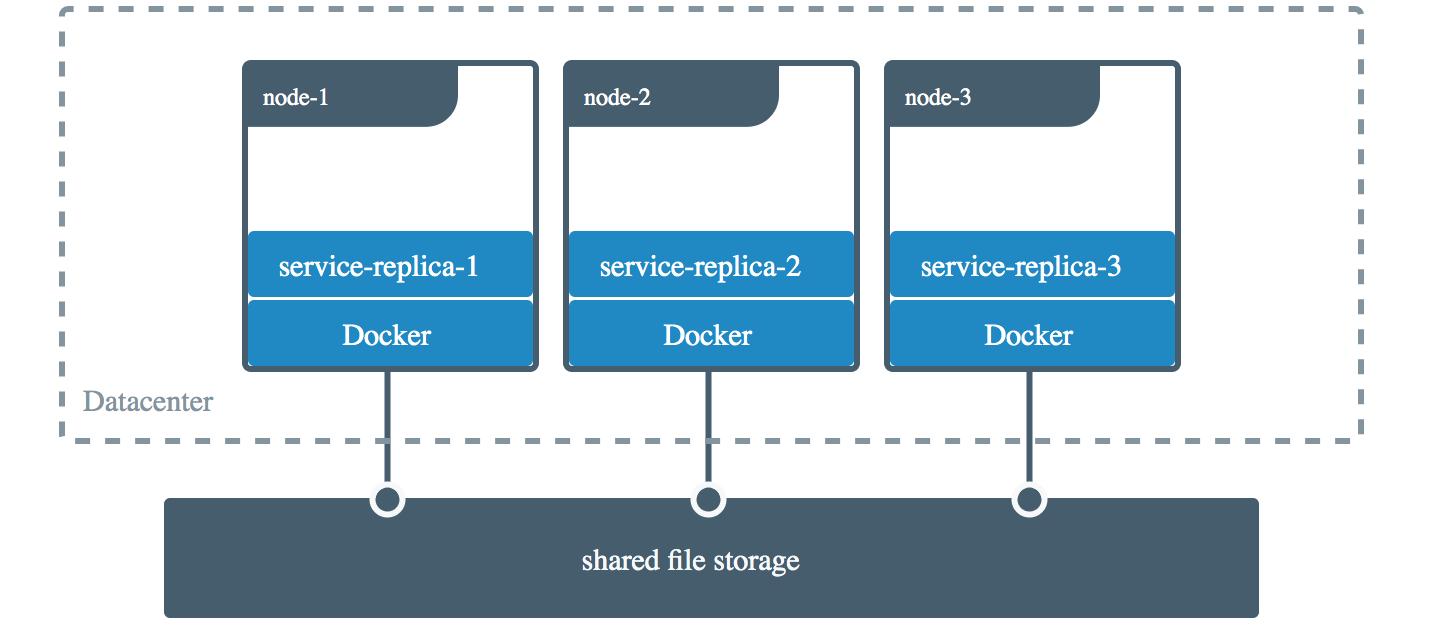 node-1
node-2
node-3
service-replica-1
service-replica-2
service-replica-3
Docker
Docker
Docker
Datacenter
shared file storage